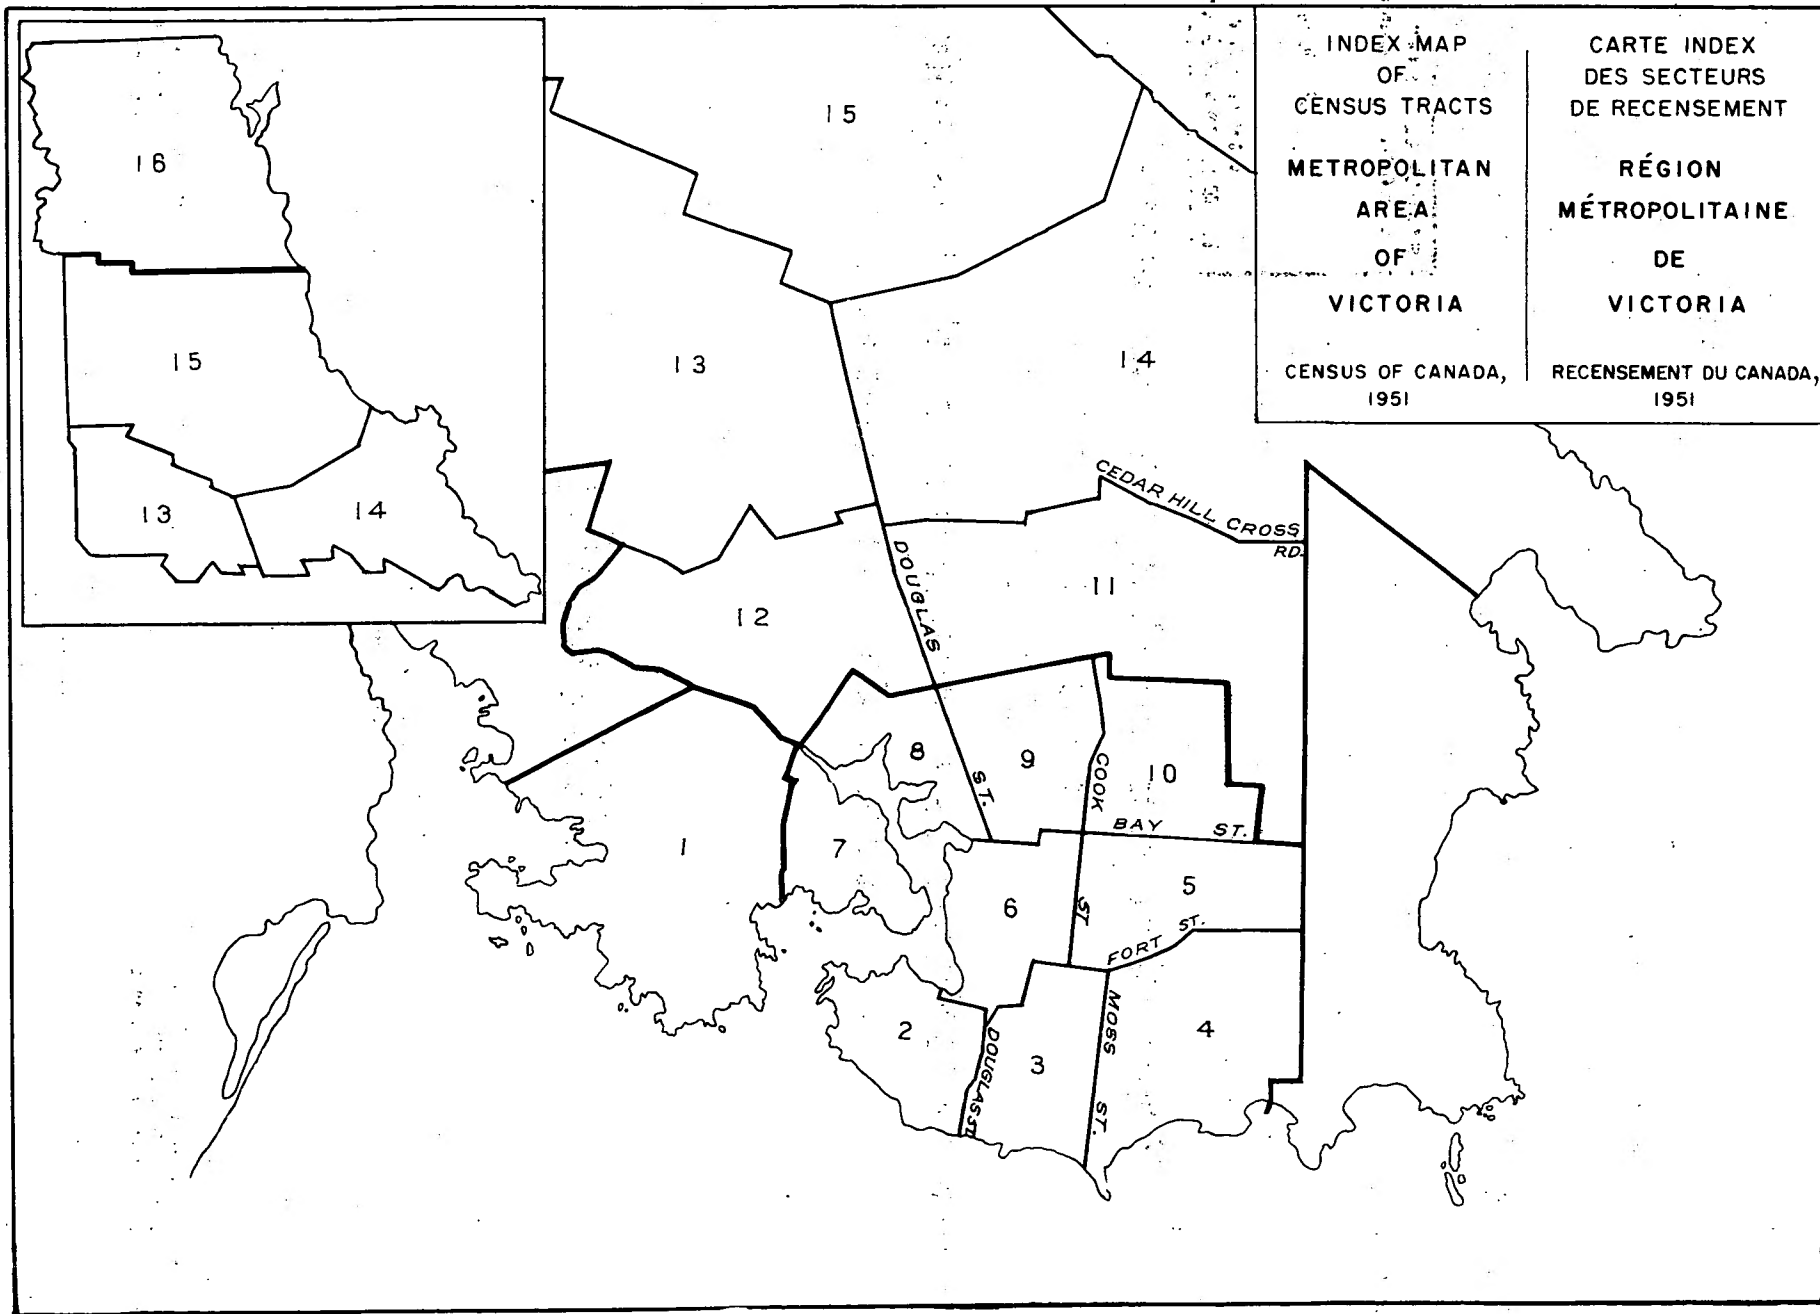 INDEX MAP
OF
CENSUS TRACTS
METROPOLITAN
AREA
OF
VICTORIA
CENSUS OF CANADA,
1951
CARTE INDEX
DES SECTEURS
DE RECENSEMENT
RÉGION
MÉTROPOLITAINE
DE
VICTORIA
RECENSEMENT DU CANADA,
1951
16
15
13
14
15
13
14
CEDAR HILL CROSS
RD.
DOUGLAS
ST.
11
12
8
9
COOK
ST
10
BAY ST.
1
7
6
5
FORT ST.
2
DOUGLAS ST.
3
MOSS
ST.
4